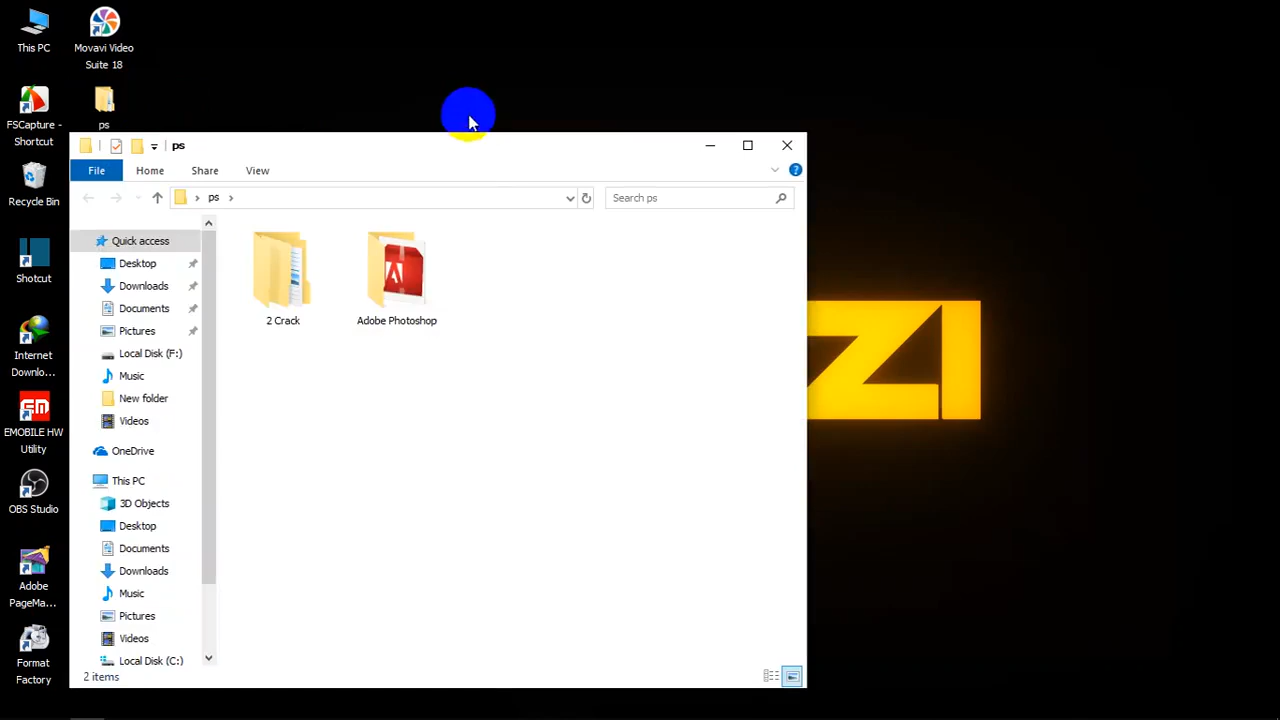 This PC
Movavi Video
Suite 18
FSCapture -
Shortcut
ps
Recycle Bin
Shotcut
Internet
Downlo...
EMOBILE HW
Utility
OBS Studio
Adobe
PageMa...
Format
Factory
ps
File
Home
Share
View
ps
Search ps
Quick access
Desktop
Downloads
Documents
Pictures
Local Disk (F:)
Music
New folder
Videos
OneDrive
This PC
3D Objects
Desktop
Documents
Downloads
Music
Pictures
Videos
Local Disk (C:)
2 Crack
Adobe Photoshop
2 items
ZI